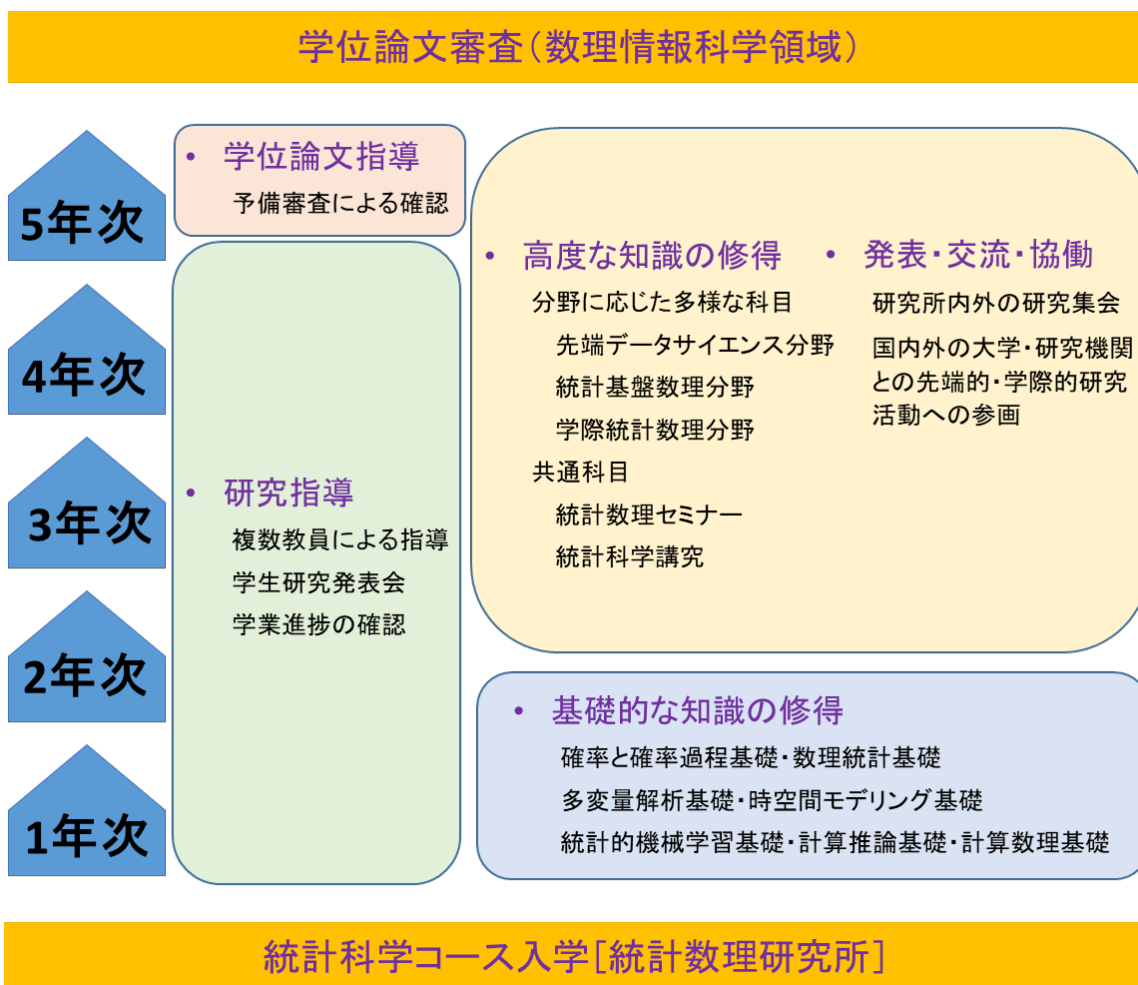 学位論文審査(数理情報科学領域)
5年次
4年次
3年次
2年次
1年次
• 学位論文指導
予備審査による確認
• 研究指導
複数教員による指導
学生研究発表会
学業進捗の確認
• 高度な知識の修得
分野に応じた多様な科目
先端データサイエンス分野
統計基盤数理分野
学際統計数理分野
共通科目
統計数理セミナー
統計科学講究
• 発表・交流・協働
研究所内外の研究集会
国内外の大学・研究機関
との先端的・学際的研究
活動への参画
• 基礎的な知識の修得
確率と確率過程基礎・数理統計基礎
多変量解析基礎・時空間モデリング基礎
統計的機械学習基礎・計算推論基礎・計算数理基礎
統計科学コース入学[統計数理研究所]